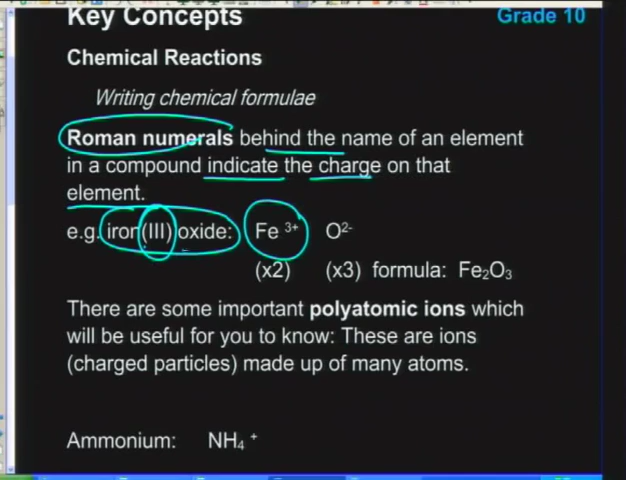 Key Concepts Grade 10
Chemical Reactions
Writing chemical formulae
Roman numerals behind the name of an element
in a compound indicate the charge on that
element.
e.g. iron(III) oxide: Fe ³⁺ O²⁻
(x2) (x3) formula: Fe₂O₃
There are some important polyatomic ions which
will be useful for you to know: These are ions
(charged particles) made up of many atoms.
Ammonium: NH₄ ⁺